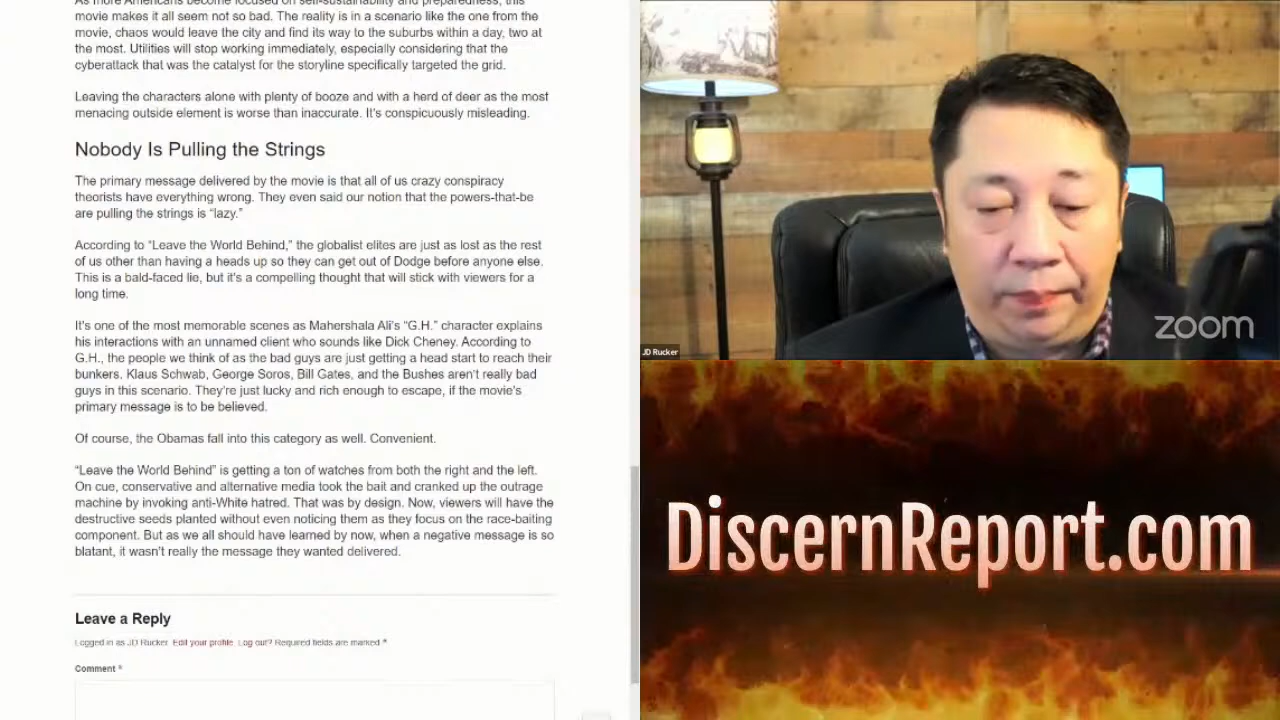 As more Americans become focused on self-sustainability and preparedness, this
movie makes it all seem not so bad. The reality is in a scenario like the one from the
movie, chaos would leave the city and find its way to the suburbs within a day, two at
the most. Utilities will stop working immediately, especially considering that the
cyberattack that was the catalyst for the storyline specifically targeted the grid.
Leaving the characters alone with plenty of booze and with a herd of deer as the most
menacing outside element is worse than inaccurate. It's conspicuously misleading.
Nobody Is Pulling the Strings
The primary message delivered by the movie is that all of us crazy conspiracy
theorists have everything wrong. They even said our notion that the powers-that-be
are pulling the strings is “lazy.”
According to “Leave the World Behind,” the globalist elites are just as lost as the rest
of us other than having a heads up so they can get out of Dodge before anyone else.
This is a bald-faced lie, but it's a compelling thought that will stick with viewers for a
long time.
It's one of the most memorable scenes as Mahershala Ali's “G.H.” character explains
his interactions with an unnamed client who sounds like Dick Cheney. According to
G.H., the people we think of as the bad guys are just getting a head start to reach their
bunkers. Klaus Schwab, George Soros, Bill Gates, and the Bushes aren't really bad
guys in this scenario. They're just lucky and rich enough to escape, if the movie's
primary message is to be believed.
Of course, the Obamas fall into this category as well. Convenient.
“Leave the World Behind” is getting a ton of watches from both the right and the left.
On cue, conservative and alternative media took the bait and cranked up the outrage
machine by invoking anti-White hatred. That was by design. Now, viewers will have the
destructive seeds planted without even noticing them as they focus on the race-baiting
component. But as we all should have learned by now, when a negative message is so
blatant, it wasn't really the message they wanted delivered.
Leave a Reply
Logged in as JD Rucker. Edit your profile. Log out? Required fields are marked *
Comment *
zoom
JD Rucker
DiscernReport.com